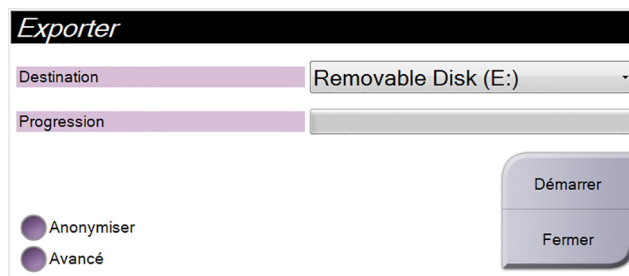 Exporter
Destination
Removable Disk (E:)
Progression
Démarrer
Anonymiser
Fermer
Avancé